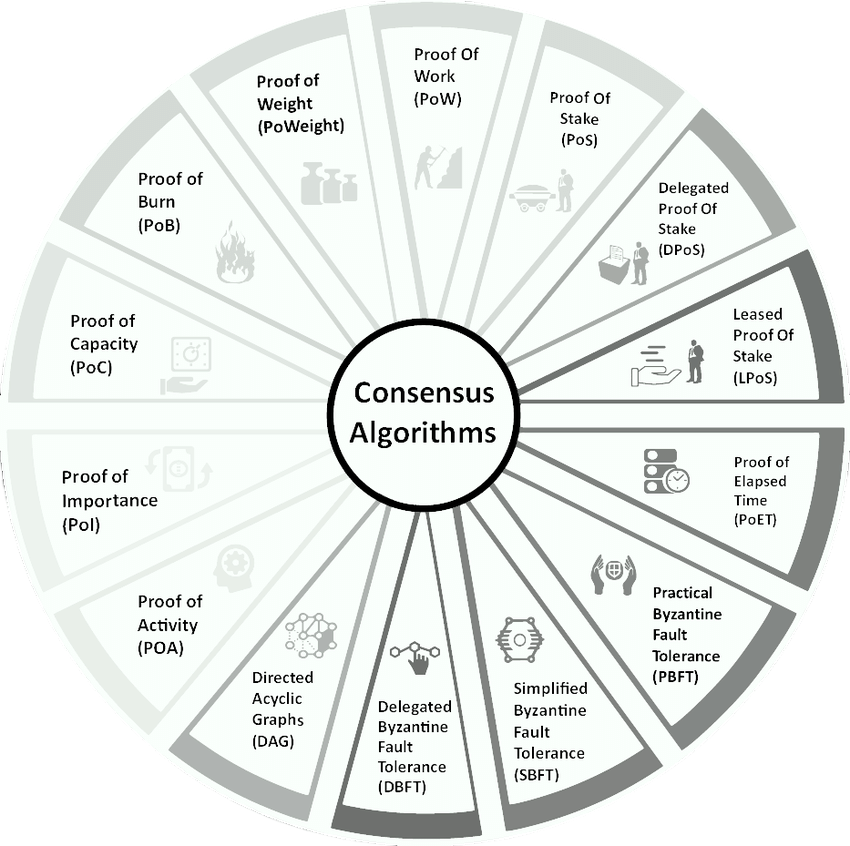 Consensus
Algorithms
Proof Of
Work
(PoW)
Proof Of
Stake
(PoS)
Delegated
Proof Of
Stake
(DPoS)
Leased
Proof Of
Stake
(LPoS)
Proof of
Elapsed
Time
(PoET)
Practical
Byzantine
Fault
Tolerance
(PBFT)
Simplified
Byzantine
Fault
Tolerance
(SBFT)
Delegated
Byzantine
Fault
Tolerance
(DBFT)
Directed
Acyclic
Graphs
(DAG)
Proof of
Activity
(POA)
Proof of
Importance
(PoI)
Proof of
Capacity
(PoC)
Proof of
Burn
(PoB)
Proof of
Weight
(PoWeight)